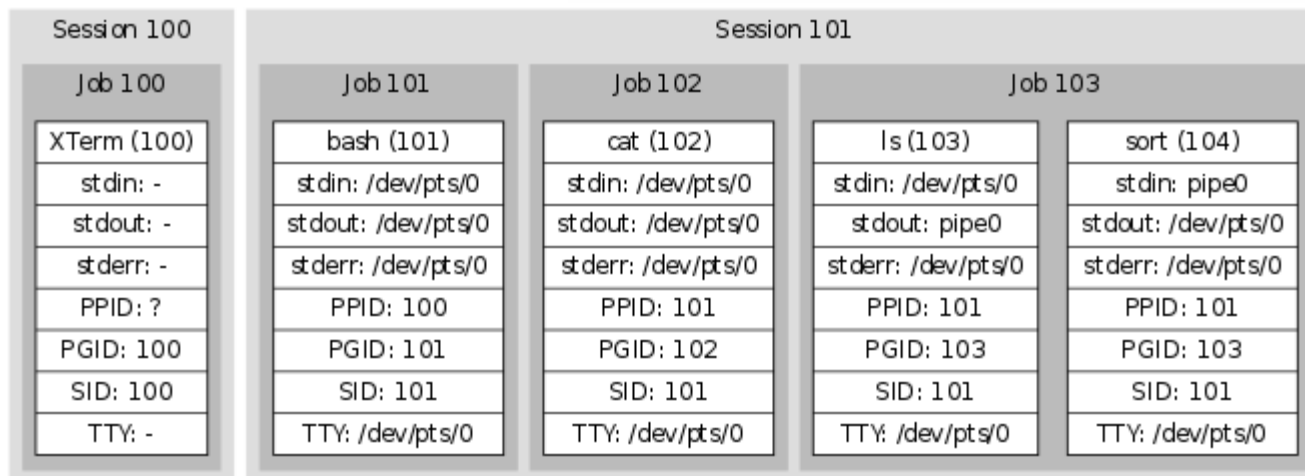 Session 100
Session 101
Job 100
Job 101
Job 102
Job 103
XTerm (100)
stdin: -
stdout: -
stderr: -
PPID: ?
PGID: 100
SID: 100
TTY: -
bash (101)
stdin: /dev/pts/0
stdout: /dev/pts/0
stderr: /dev/pts/0
PPID: 100
PGID: 101
SID: 101
TTY: /dev/pts/0
cat (102)
stdin: /dev/pts/0
stdout: /dev/pts/0
stderr: /dev/pts/0
PPID: 101
PGID: 102
SID: 101
TTY: /dev/pts/0
ls (103)
stdin: /dev/pts/0
stdout: pipe0
stderr: /dev/pts/0
PPID: 101
PGID: 103
SID: 101
TTY: /dev/pts/0
sort (104)
stdin: pipe0
stdout: /dev/pts/0
stderr: /dev/pts/0
PPID: 101
PGID: 103
SID: 101
TTY: /dev/pts/0